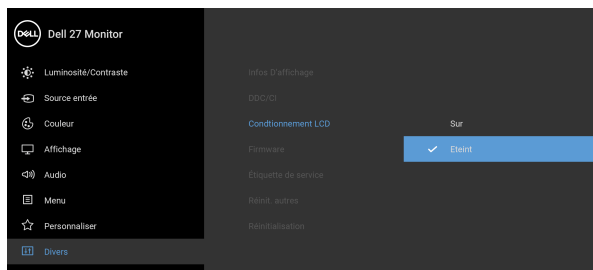 DELL Dell 27 Monitor
Luminosité/Contraste
Infos D'affichage
Source entrée
DDC/CI
Couleur
Condtionnement LCD
Sur
Affichage
Firmware
Eteint
Audio
Étiquette de service
Menu
Réinit. autres
Personnaliser
Réinitialisation
Divers